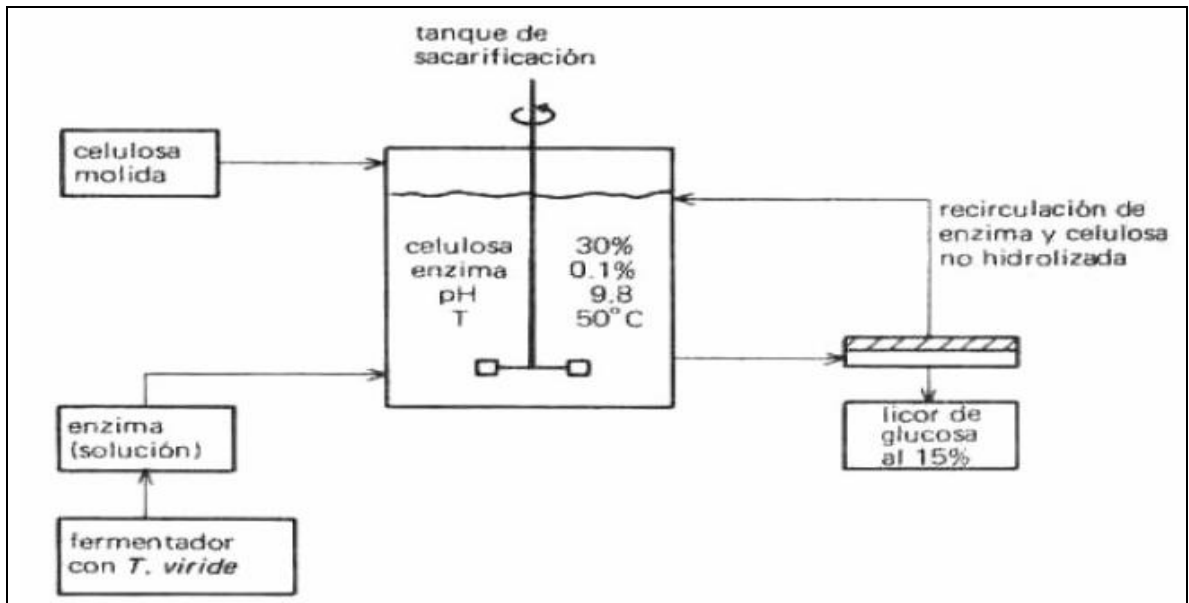 tanque de
sacarificación
celulosa
molida
recirculación de
enzima y celulosa
no hidrolizada
celulosa 30%
enzima 0.1%
pH 9.8
T 50°C
enzima
(solución)
licor de
glucosa
al 15%
fermentador
con T. viride